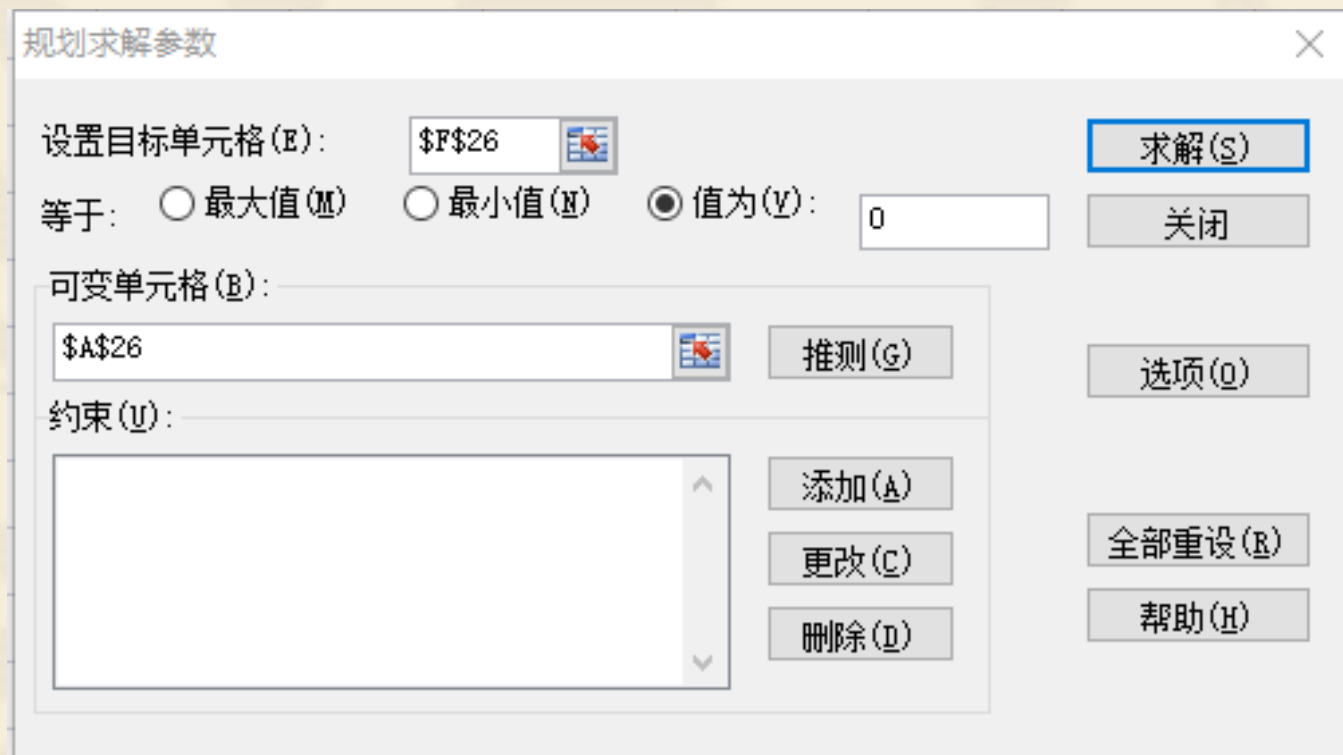 规划求解参数
设置目标单元格(E): $F$26 求解(S)
等于: 最大值(M) 最小值(N) 值为(V): 0 关闭
可变单元格(B):
$A$26 推测(G) 选项(O)
约束(U):
添加(A)
更改(C) 全部重设(R)
删除(D) 帮助(H)